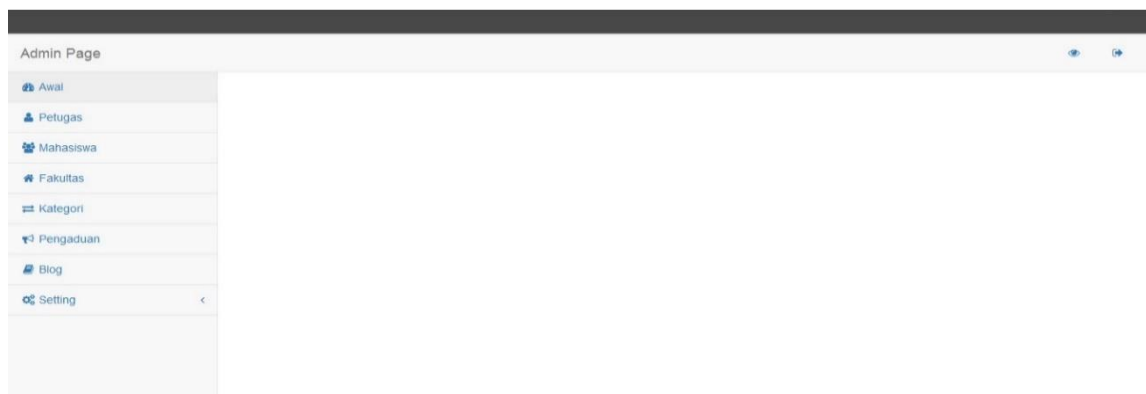 Admin Page
Awal
Petugas
Mahasiswa
Fakultas
Kategori
Pengaduan
Blog
Setting